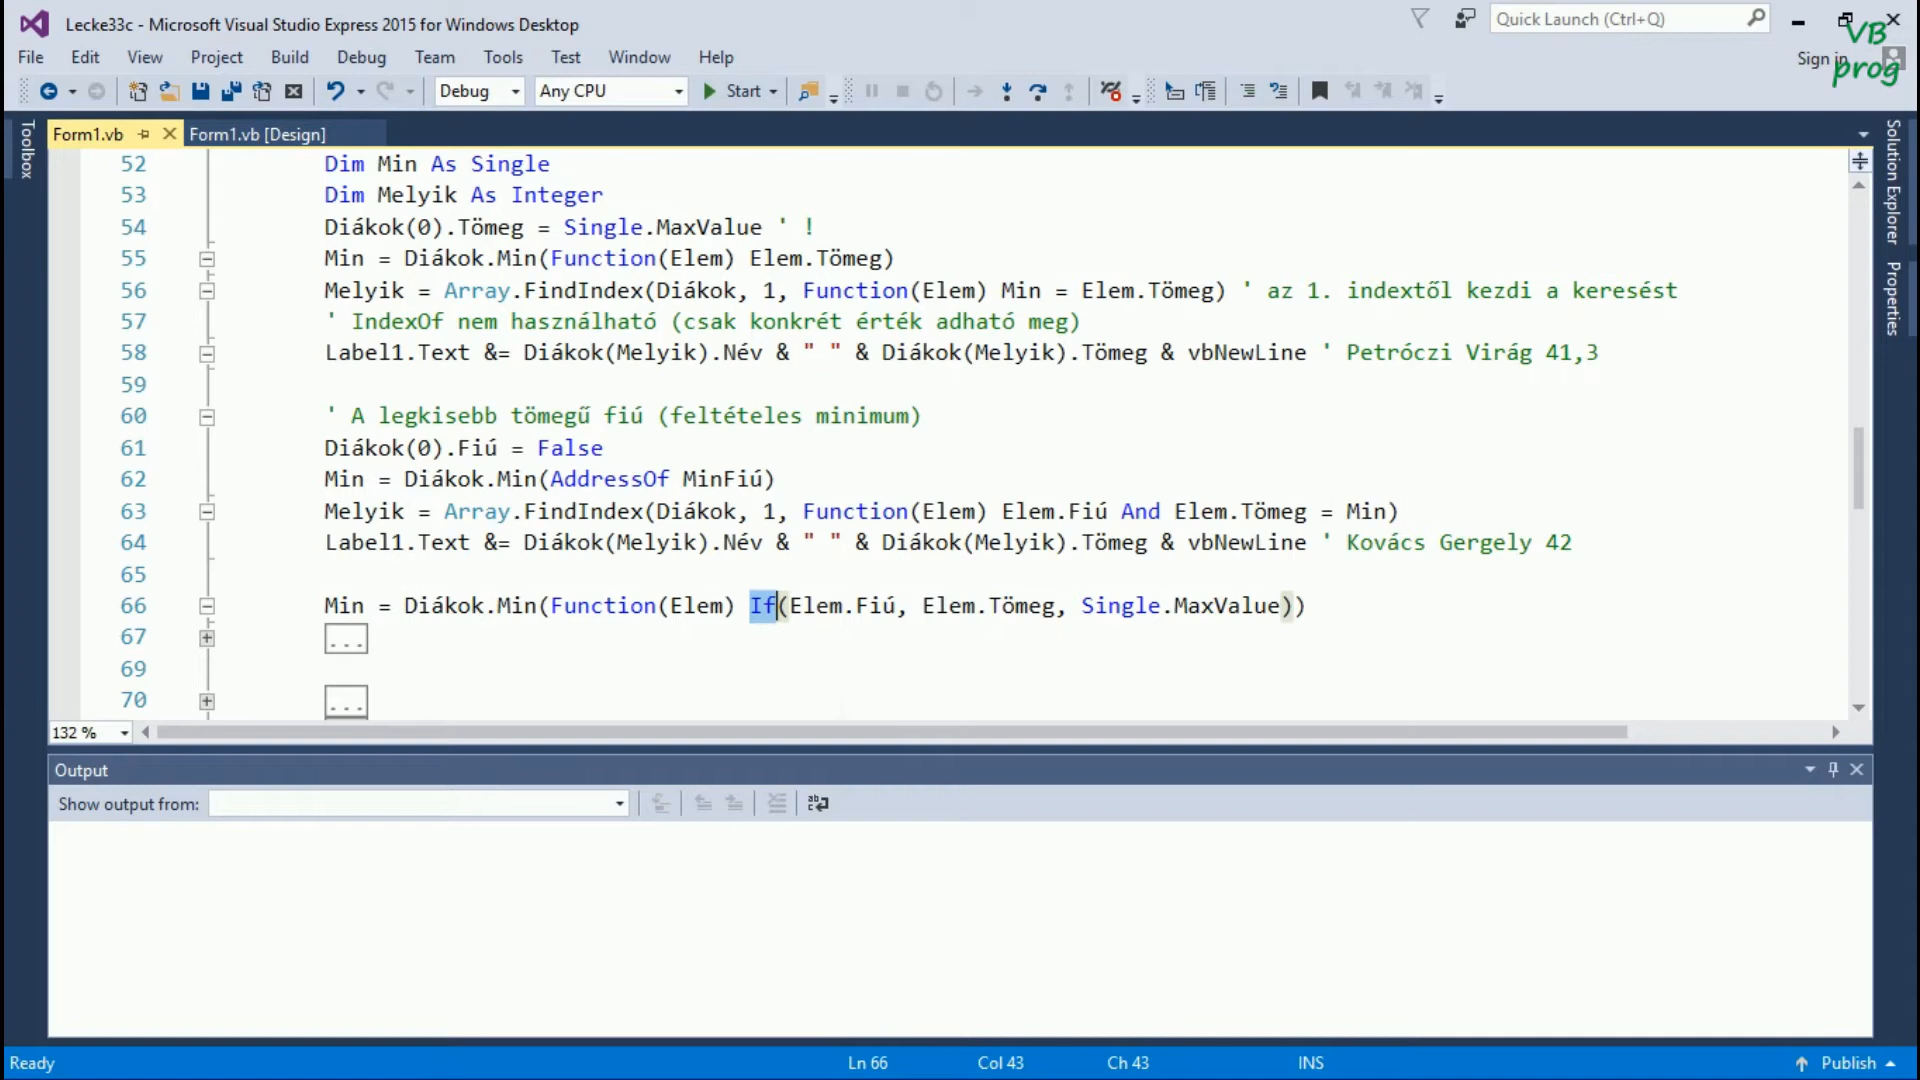 Lecke33c - Microsoft Visual Studio Express 2015 for Windows Desktop
Quick Launch (Ctrl+Q)
VB
prog
File Edit View Project Build Debug Team Tools Test Window Help
Sign in
Debug Any CPU Start
Toolbox
Form1.vb Form1.vb [Design]
Solution Explorer
Properties
52 Dim Min As Single
53 Dim Melyik As Integer
54 Diákok(0).Tömeg = Single.MaxValue ' !
55 Min = Diákok.Min(Function(Elem) Elem.Tömeg)
56 Melyik = Array.FindIndex(Diákok, 1, Function(Elem) Min = Elem.Tömeg) ' az 1. indextől kezdi a keresést
57 ' IndexOf nem használható (csak konkrét érték adható meg)
58 Label1.Text &= Diákok(Melyik).Név & " " & Diákok(Melyik).Tömeg & vbNewLine ' Petróczi Virág 41,3
59
60 ' A legkisebb tömegű fiú (feltételes minimum)
61 Diákok(0).Fiú = False
62 Min = Diákok.Min(AddressOf MinFiú)
63 Melyik = Array.FindIndex(Diákok, 1, Function(Elem) Elem.Fiú And Elem.Tömeg = Min)
64 Label1.Text &= Diákok(Melyik).Név & " " & Diákok(Melyik).Tömeg & vbNewLine ' Kovács Gergely 42
65
66 Min = Diákok.Min(Function(Elem) If(Elem.Fiú, Elem.Tömeg, Single.MaxValue))
67 ...
69
70 ...
132 %
Output
Show output from:
Ready Ln 66 Col 43 Ch 43 INS Publish